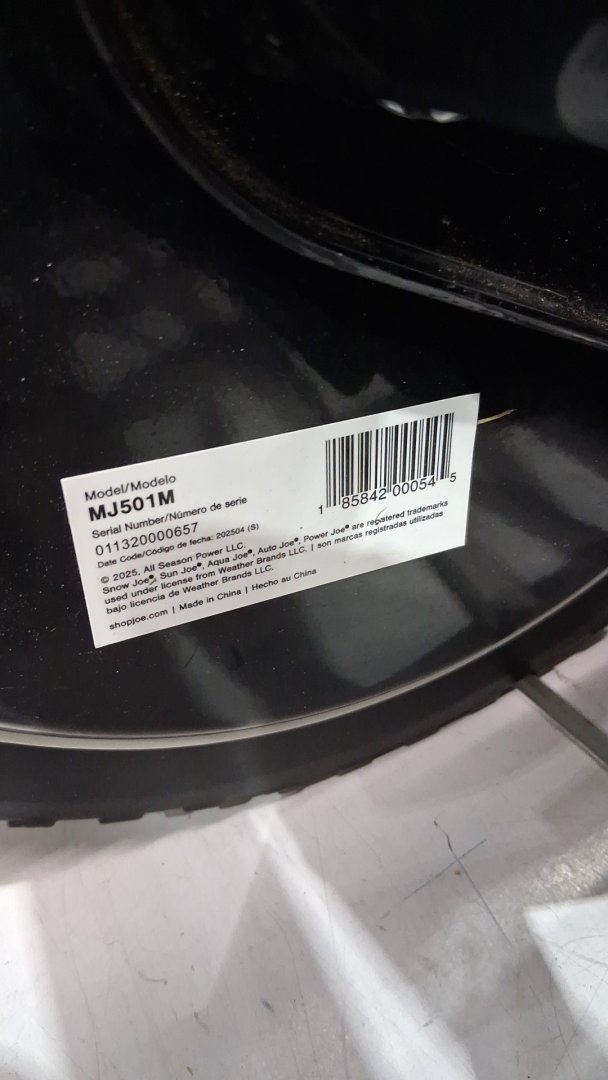 Model/Modelo
MJ501M
Serial Number/Número de serie
011320000657
Date Code/Código de fecha: 202504 (S)
1 85842 00054 5
© 2025, All Season Power LLC.
Snow Joe®, Sun Joe®, Aqua Joe®, Auto Joe®, Power Joe® are registered trademarks
used under license from Weather Brands LLC. | son marcas registradas utilizadas
bajo licencia de Weather Brands LLC.
shopjoe.com | Made in China | Hecho au China